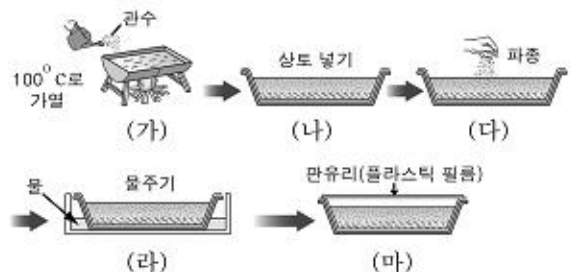 관수
100°C로
가열
(가)
상토 넣기
(나)
파종
(다)
물
물주기
(라)
판유리(플라스틱 필름)
(마)